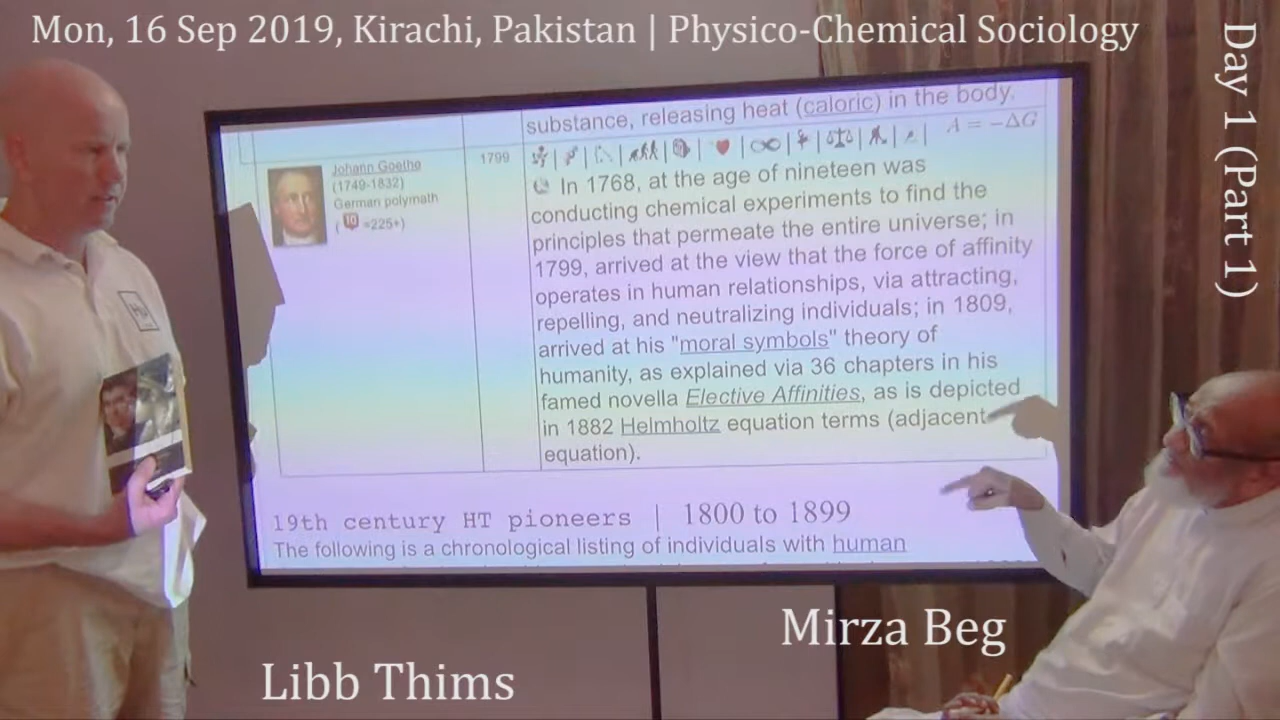 Mon, 16 Sep 2019, Kirachi, Pakistan | Physico-Chemical Sociology
Day 1 (Part 1)
substance, releasing heat (caloric) in the body.
Johann Goethe
(1749-1832)
German polymath
( 10 =225+)
1799
A = −ΔG
In 1768, at the age of nineteen was
conducting chemical experiments to find the
principles that permeate the entire universe; in
1799, arrived at the view that the force of affinity
operates in human relationships, via attracting,
repelling, and neutralizing individuals; in 1809,
arrived at his "moral symbols" theory of
humanity, as explained via 36 chapters in his
famed novella Elective Affinities, as is depicted
in 1882 Helmholtz equation terms (adjacent
equation).
19th century HT pioneers | 1800 to 1899
The following is a chronological listing of individuals with human
Libb Thims
Mirza Beg